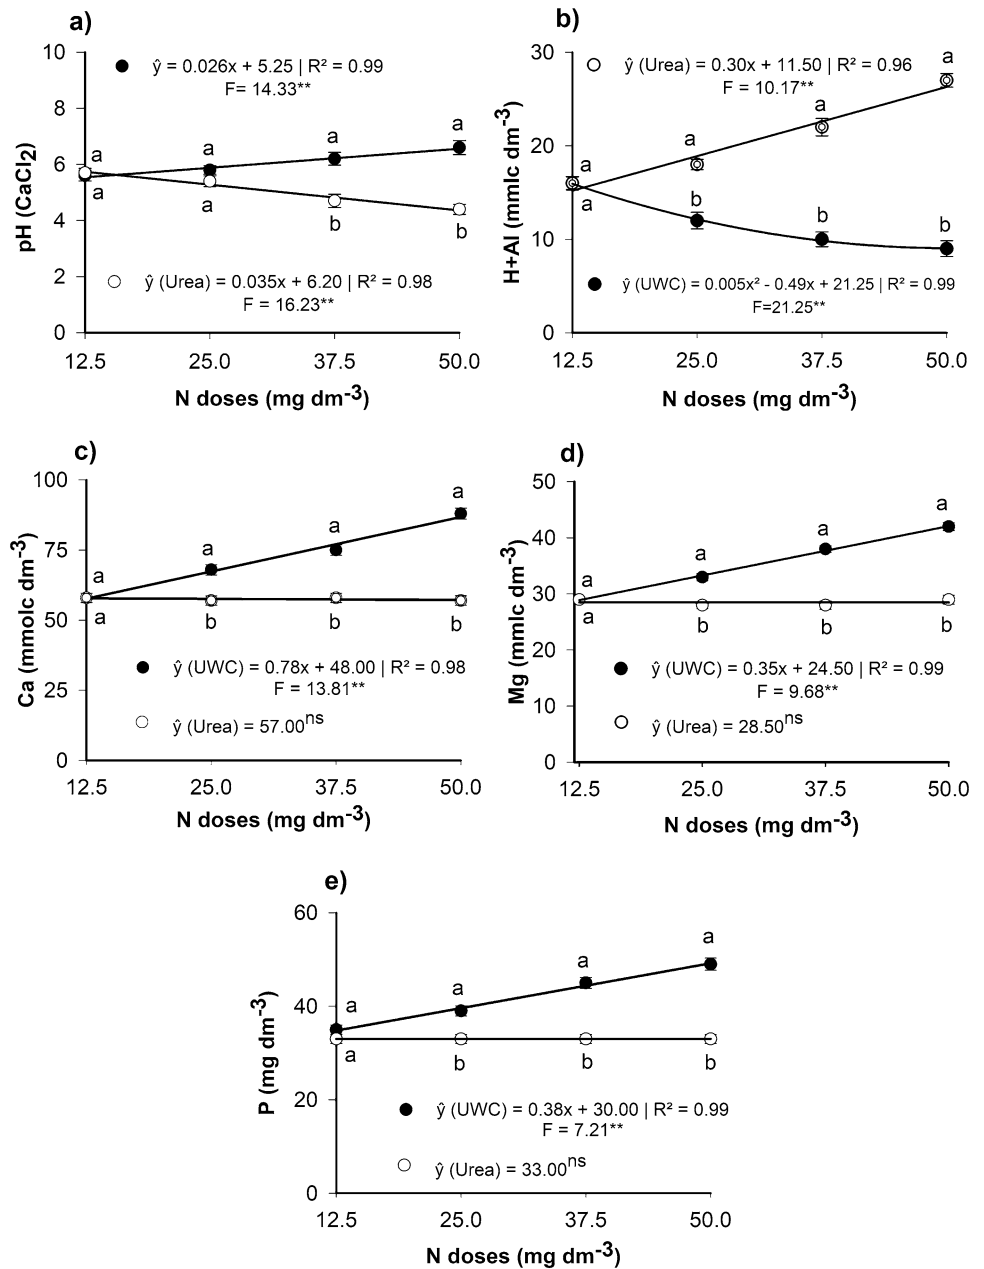 a)
10
8
6
4
2
0
pH (CaCl2)
ŷ = 0.026x + 5.25 | R² = 0.99
F= 14.33**
a
a
a
a
a
a
b
b
ŷ (Urea) = 0.035x + 6.20 | R² = 0.98
F = 16.23**
12.5 25.0 37.5 50.0
N doses (mg dm-3)
b)
30
20
10
0
H+Al (mmlc dm-3)
ŷ (Urea) = 0.30x + 11.50 | R² = 0.96
F = 10.17**
a
a
a
a
a
b
b
b
ŷ (UWC) = 0.005x² - 0.49x + 21.25 | R² = 0.99
F=21.25**
12.5 25.0 37.5 50.0
N doses (mg dm-3)
c)
100
75
50
25
0
Ca (mmolc dm-3)
a
a
a
a
a
b
b
b
ŷ (UWC) = 0.78x + 48.00 | R² = 0.98
F = 13.81**
ŷ (Urea) = 57.00ns
12.5 25.0 37.5 50.0
N doses (mg dm-3)
d)
50
40
30
20
10
0
Mg (mmlc dm-3)
a
a
a
a
a
b
b
b
ŷ (UWC) = 0.35x + 24.50 | R² = 0.99
F = 9.68**
ŷ (Urea) = 28.50ns
12.5 25.0 37.5 50.0
N doses (mg dm-3)
e)
60
40
20
0
P (mg dm-3)
a
a
a
a
a
b
b
b
ŷ (UWC) = 0.38x + 30.00 | R² = 0.99
F = 7.21**
ŷ (Urea) = 33.00ns
12.5 25.0 37.5 50.0
N doses (mg dm-3)